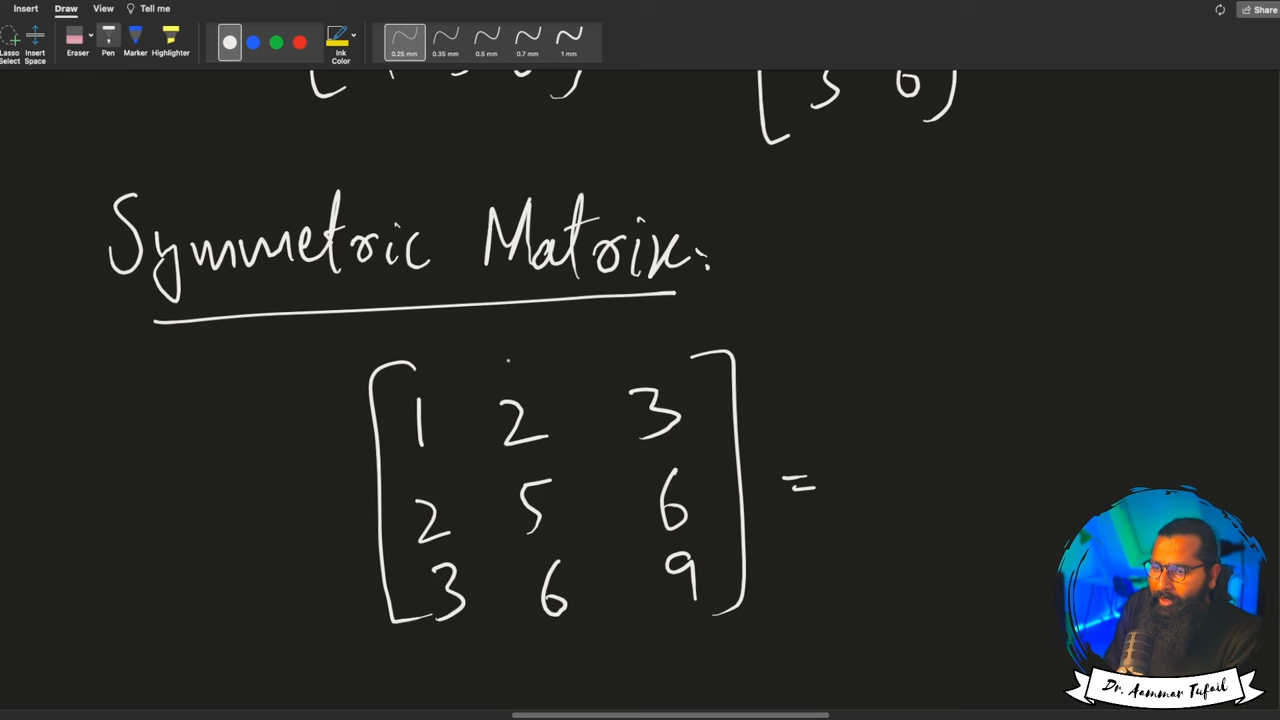 Insert Draw View Tell me Share
Lasso Select Insert Space Eraser Pen Marker Highlighter Ink Color 0.25 mm 0.35 mm 0.5 mm 0.7 mm 1 mm
Symmetric Matrix:
1 2 3
2 5 6 =
3 6 9
Dr. Aammar Tufail